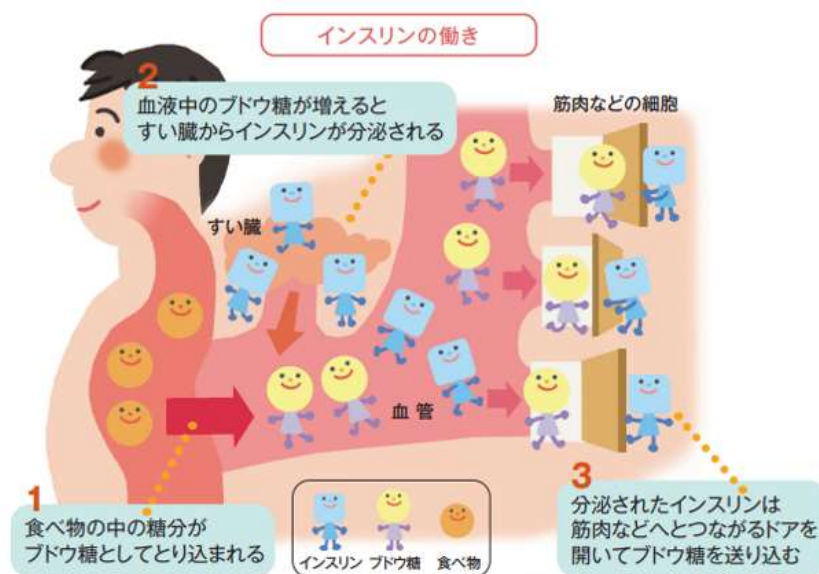 インスリンの働き
2
血液中のブドウ糖が増えると
すい臓からインスリンが分泌される
筋肉などの細胞
すい臓
血管
1
食べ物の中の糖分が
ブドウ糖としてとり込まれる
インスリン ブドウ糖 食べ物
3
分泌されたインスリンは
筋肉などへとつながるドアを
開いてブドウ糖を送り込む